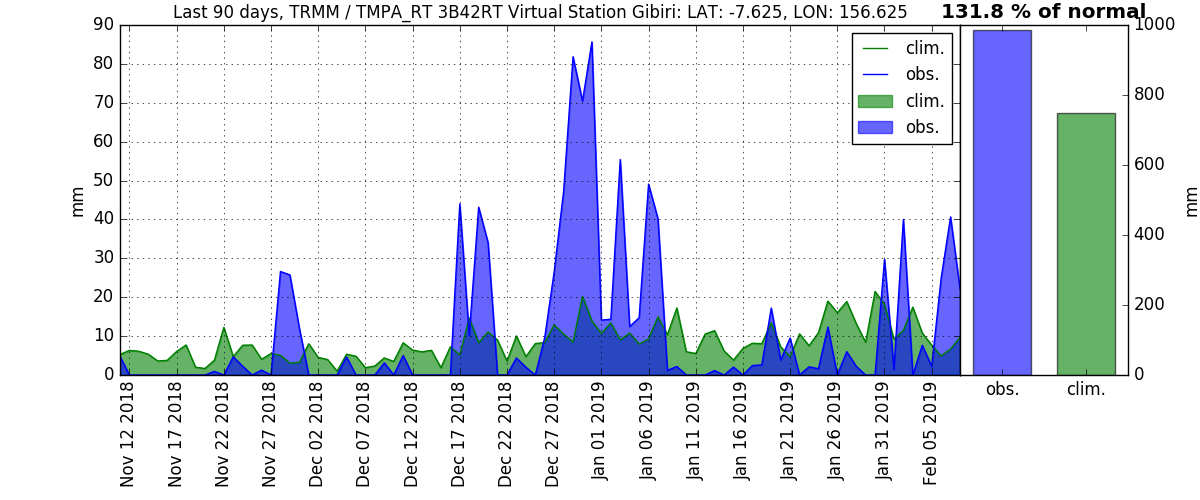 Last 90 days, TRMM / TMPA_RT 3B42RT Virtual Station Gibiri: LAT: -7.625, LON: 156.625
131.8 % of normal
90
80
70
60
50
40
30
20
10
0
mm
clim.
obs.
clim.
obs.
Nov 12 2018
Nov 17 2018
Nov 22 2018
Nov 27 2018
Dec 02 2018
Dec 07 2018
Dec 12 2018
Dec 17 2018
Dec 22 2018
Dec 27 2018
Jan 01 2019
Jan 06 2019
Jan 11 2019
Jan 16 2019
Jan 21 2019
Jan 26 2019
Jan 31 2019
Feb 05 2019
1000
800
600
400
200
0
mm
obs.
clim.